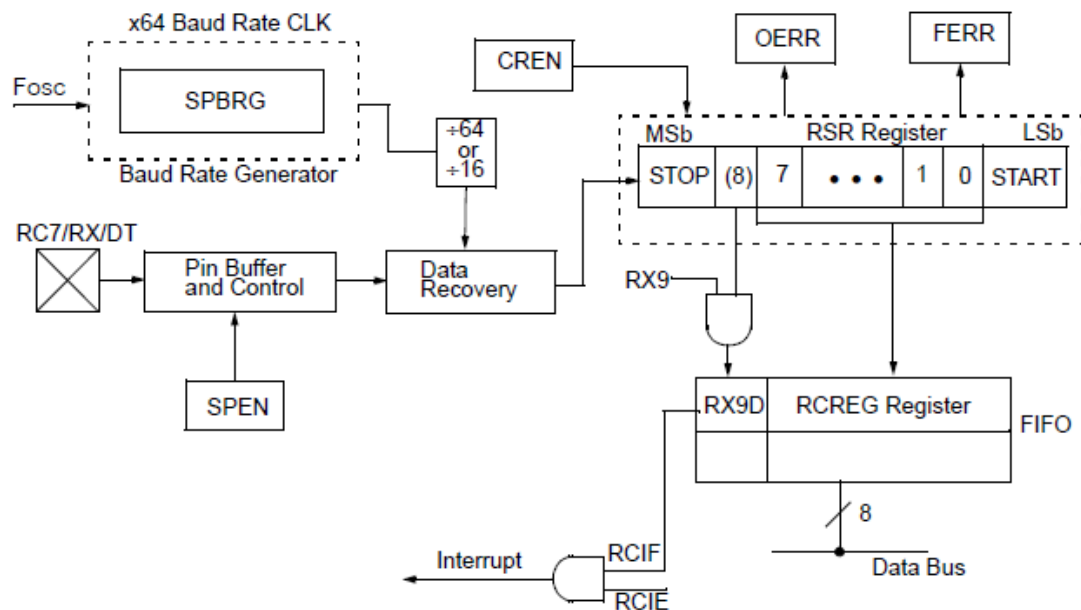 x64 Baud Rate CLK
Fosc
SPBRG
Baud Rate Generator
÷64
or
÷16
CREN
OERR
FERR
MSb
RSR Register
LSb
STOP
(8)
7
• • •
1
0
START
RC7/RX/DT
Pin Buffer
and Control
Data
Recovery
SPEN
RX9
RX9D
RCREG Register
FIFO
8
Data Bus
Interrupt
RCIF
RCIE